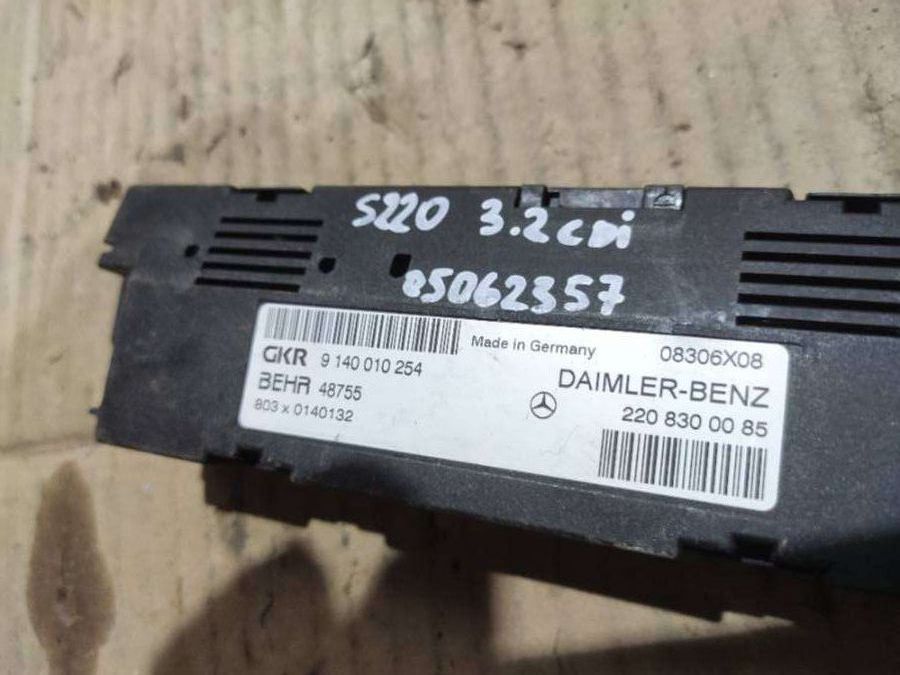 S220 3.2CDi
05062357
Made in Germany
08306X08
GKR 9 140 010 254
BEHR 48755
803 x 0140132
DAIMLER-BENZ
220 830 00 85